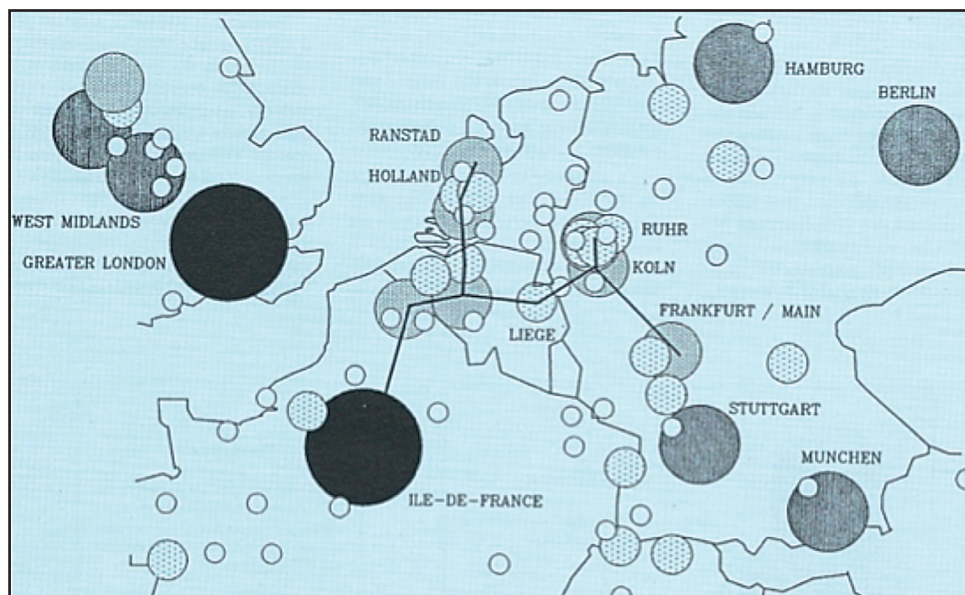 HAMBURG
BERLIN
RANSTAD
HOLLAND
WEST MIDLANDS
GREATER LONDON
RUHR
KOLN
FRANKFURT / MAIN
LIEGE
STUTTGART
MUNCHEN
ILE-DE-FRANCE